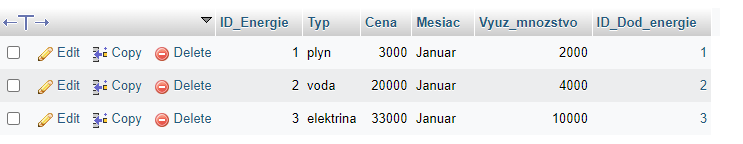 ←T→ ID_Energie Typ Cena Mesiac Vyuz_mnozstvo ID_Dod_energie
Edit Copy Delete 1 plyn 3000 Januar 2000 1
Edit Copy Delete 2 voda 20000 Januar 4000 2
Edit Copy Delete 3 elektrina 33000 Januar 10000 3